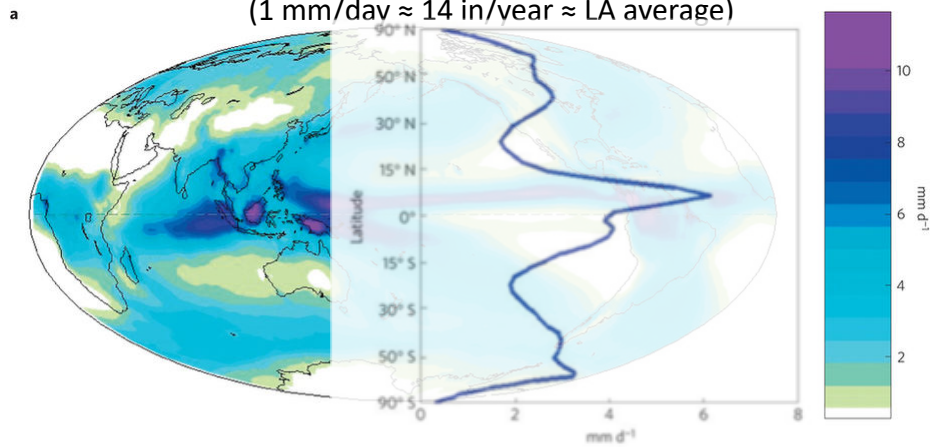 (1 mm/day ≈ 14 in/year ≈ LA average)
a
90° N
50° N
30° N
15° N
0°
15° S
30° S
50° S
90° S
Latitude
0 2 4 6 8
mm d⁻¹
10
8
6
4
2
mm d⁻¹